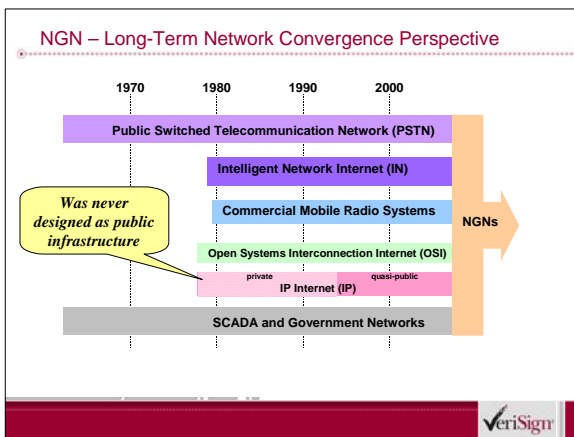 NGN – Long-Term Network Convergence Perspective
1970 1980 1990 2000
Public Switched Telecommunication Network (PSTN)
Intelligent Network Internet (IN)
Was never
designed as public
infrastructure
Commercial Mobile Radio Systems
NGNs
Open Systems Interconnection Internet (OSI)
private quasi-public
IP Internet (IP)
SCADA and Government Networks
VeriSign